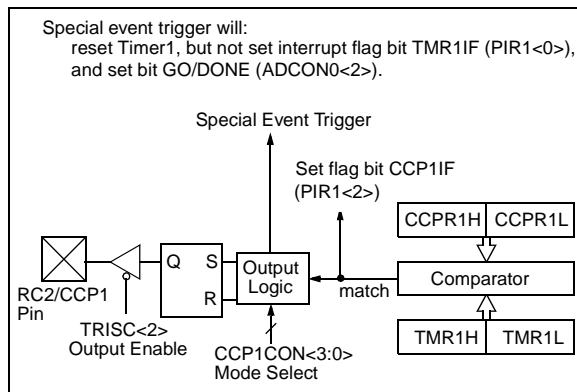 Special event trigger will:
reset Timer1, but not set interrupt flag bit TMR1IF (PIR1<0>),
and set bit GO/DONE (ADCON0<2>).
Special Event Trigger
Set flag bit CCP1IF
(PIR1<2>)
CCPR1H CCPR1L
Q S Output
Logic
R
match
Comparator
RC2/CCP1
Pin
TRISC<2>
Output Enable
CCP1CON<3:0>
Mode Select
TMR1H TMR1L